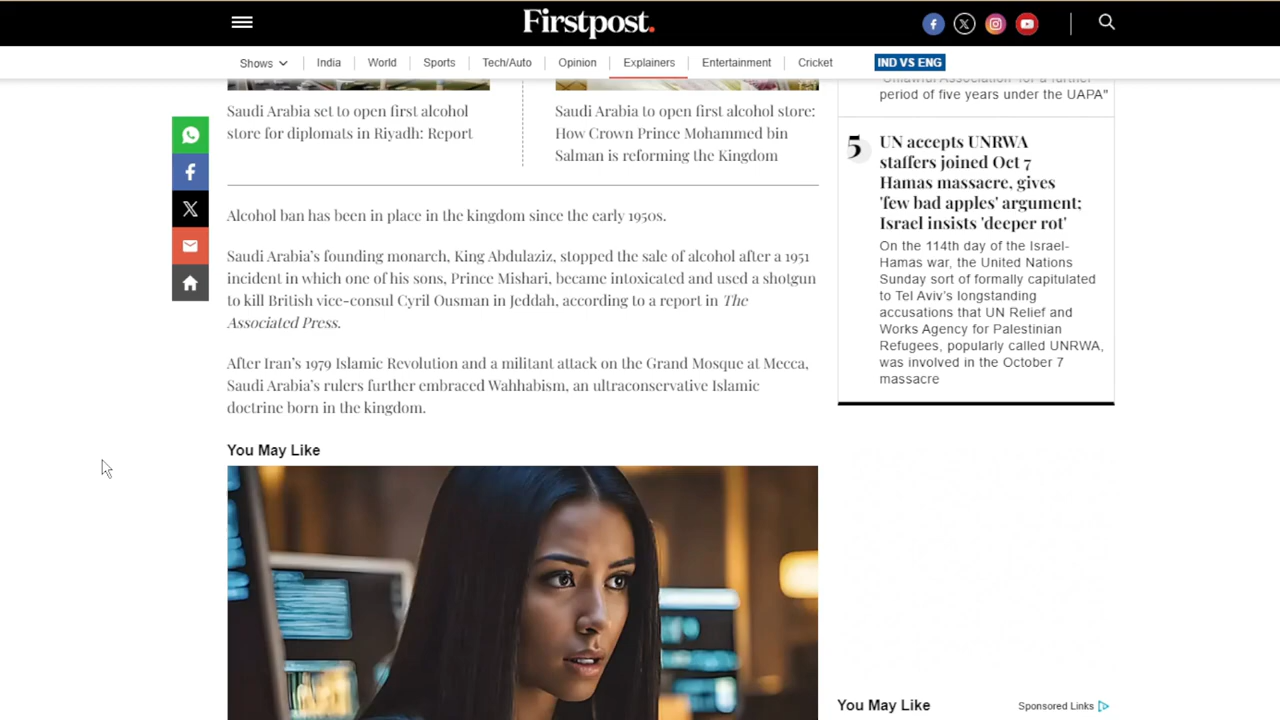 Firstpost.
Shows
India
World
Sports
Tech/Auto
Opinion
Explainers
Entertainment
Cricket
IND VS ENG
Saudi Arabia set to open first alcohol
store for diplomats in Riyadh: Report
Saudi Arabia to open first alcohol store:
How Crown Prince Mohammed bin
Salman is reforming the Kingdom
Alcohol ban has been in place in the kingdom since the early 1950s.
Saudi Arabia’s founding monarch, King Abdulaziz, stopped the sale of alcohol after a 1951
incident in which one of his sons, Prince Mishari, became intoxicated and used a shotgun
to kill British vice-consul Cyril Ousman in Jeddah, according to a report in The
Associated Press.
After Iran’s 1979 Islamic Revolution and a militant attack on the Grand Mosque at Mecca,
Saudi Arabia’s rulers further embraced Wahhabism, an ultraconservative Islamic
doctrine born in the kingdom.
You May Like
'Unlawful Association' for a further
period of five years under the UAPA"
5
UN accepts UNRWA
staffers joined Oct 7
Hamas massacre, gives
'few bad apples' argument;
Israel insists 'deeper rot'
On the 114th day of the Israel-
Hamas war, the United Nations
Sunday sort of formally capitulated
to Tel Aviv’s longstanding
accusations that UN Relief and
Works Agency for Palestinian
Refugees, popularly called UNRWA,
was involved in the October 7
massacre
You May Like
Sponsored Links